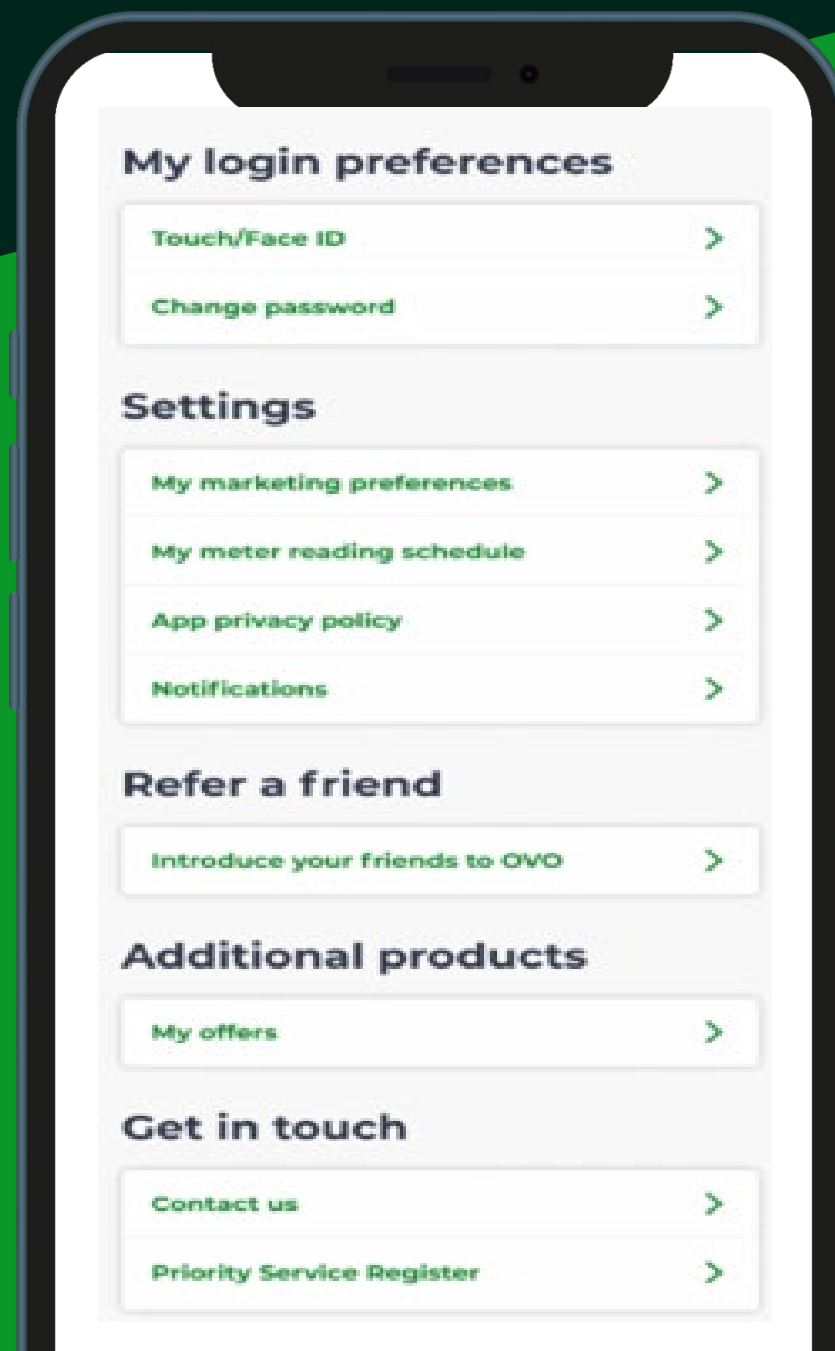 My login preferences
Touch/Face ID
Change password
Settings
My marketing preferences
My meter reading schedule
App privacy policy
Notifications
Refer a friend
Introduce your friends to OVO
Additional products
My offers
Get in touch
Contact us
Priority Service Register